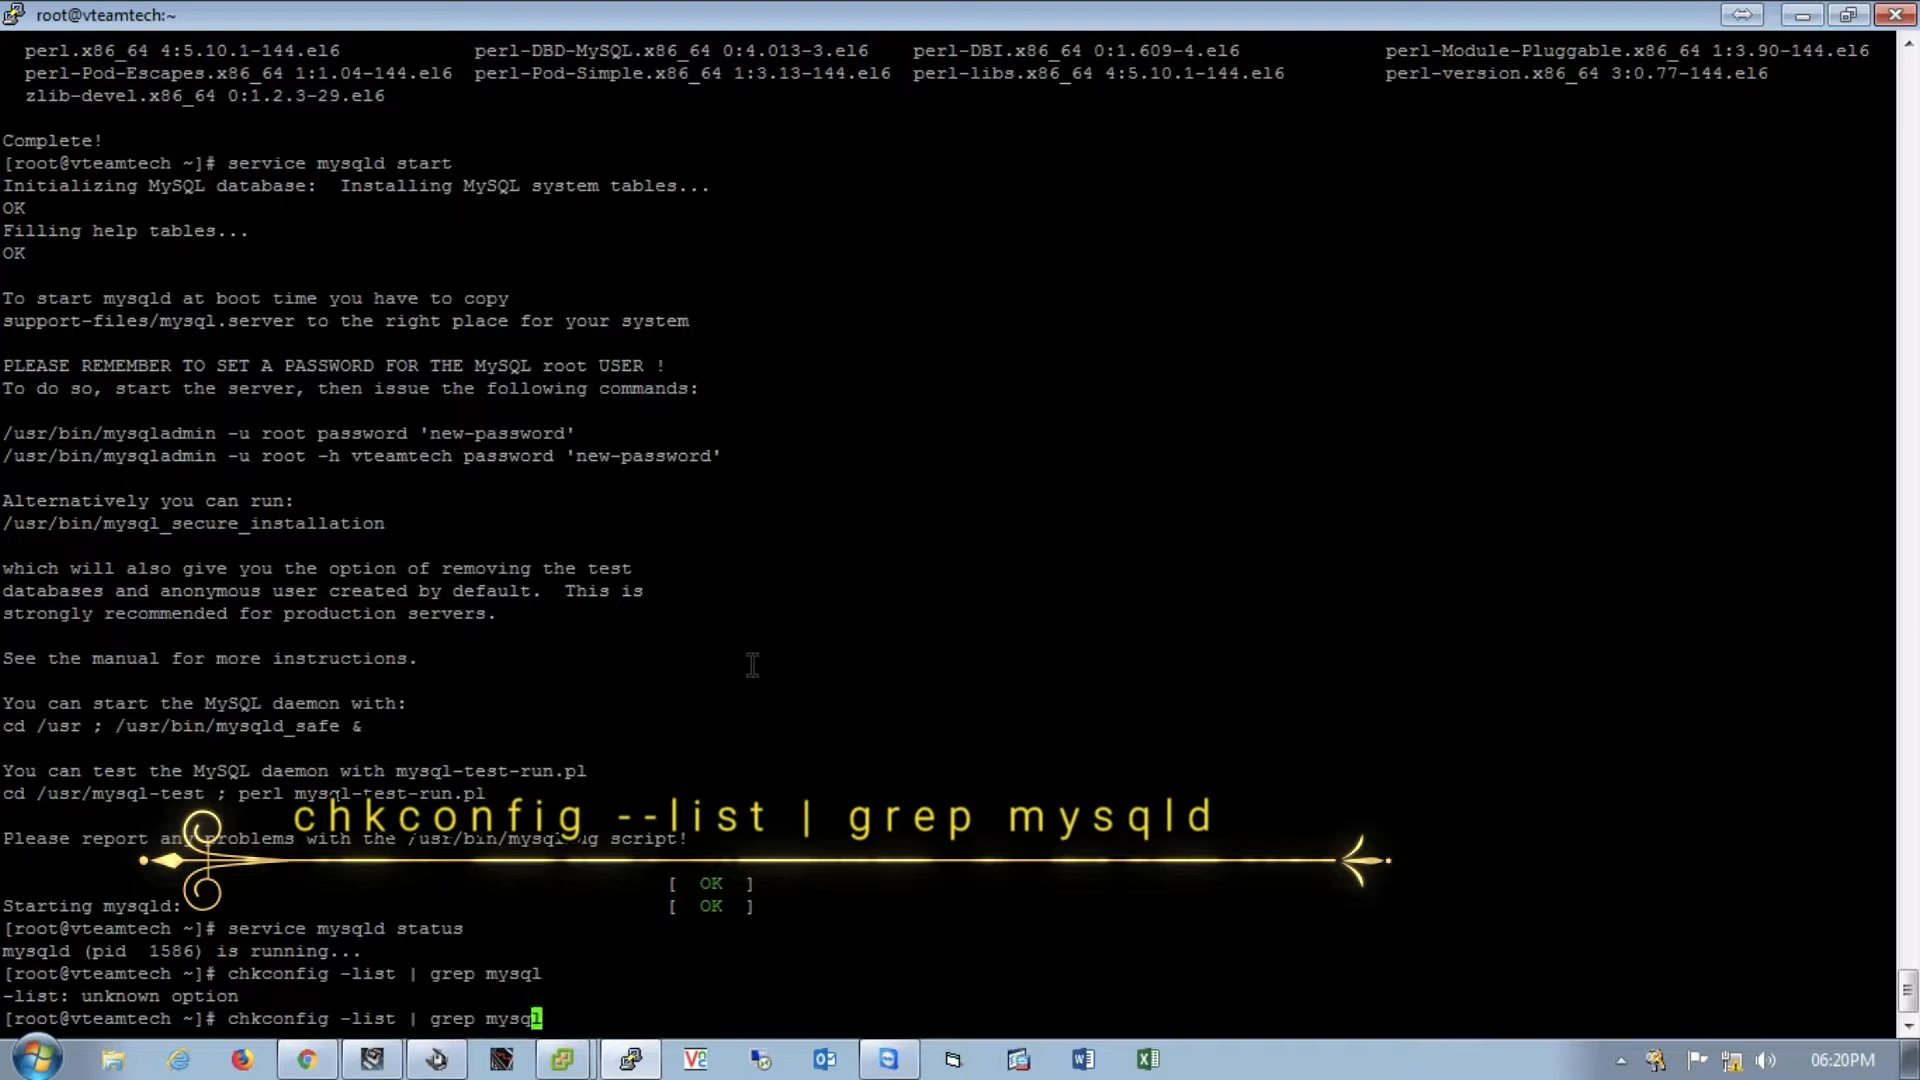 root@vteamtech:~
perl.x86_64 4:5.10.1-144.el6 perl-DBD-MySQL.x86_64 0:4.013-3.el6 perl-DBI.x86_64 0:1.609-4.el6 perl-Module-Pluggable.x86_64 1:3.90-144.el6
perl-Pod-Escapes.x86_64 1:1.04-144.el6 perl-Pod-Simple.x86_64 1:3.13-144.el6 perl-libs.x86_64 4:5.10.1-144.el6 perl-version.x86_64 3:0.77-144.el6
zlib-devel.x86_64 0:1.2.3-29.el6
Complete!
[root@vteamtech ~]# service mysqld start
Initializing MySQL database:  Installing MySQL system tables...
OK
Filling help tables...
OK
To start mysqld at boot time you have to copy
support-files/mysql.server to the right place for your system
PLEASE REMEMBER TO SET A PASSWORD FOR THE MySQL root USER !
To do so, start the server, then issue the following commands:
/usr/bin/mysqladmin -u root password 'new-password'
/usr/bin/mysqladmin -u root -h vteamtech password 'new-password'
Alternatively you can run:
/usr/bin/mysql_secure_installation
which will also give you the option of removing the test
databases and anonymous user created by default.  This is
strongly recommended for production servers.
See the manual for more instructions.
You can start the MySQL daemon with:
cd /usr ; /usr/bin/mysqld_safe &
You can test the MySQL daemon with mysql-test-run.pl
cd /usr/mysql-test ; perl mysql-test-run.pl
chkconfig --list | grep mysqld
Please report any problems with the script!
[  OK  ]
Starting mysqld: [  OK  ]
[root@vteamtech ~]# service mysqld status
mysqld (pid  1586) is running...
[root@vteamtech ~]# chkconfig -list | grep mysql
-list: unknown option
[root@vteamtech ~]# chkconfig -list | grep mysql
06:20PM